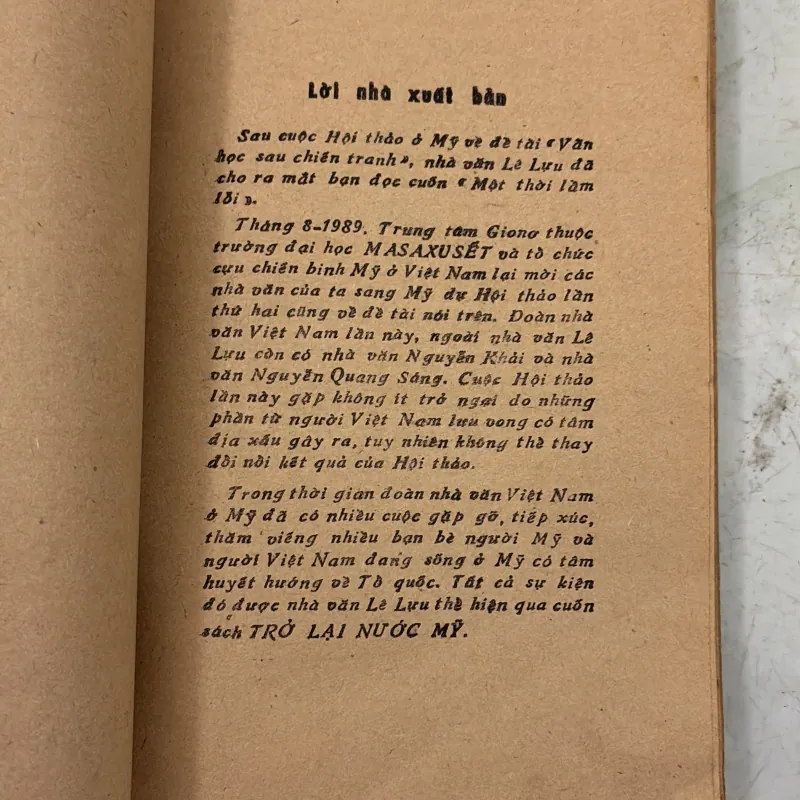 Lời nhà xuất bản
Sau cuộc Hội thảo ở Mỹ về đề tài « Văn
học sau chiến tranh », nhà văn Lê Lựu đã
cho ra mắt bạn đọc cuốn « Một thời lầm
lỗi ».
Tháng 8-1989. Trung tâm Giona thuộc
trường đại học MASAXUSẾT và tổ chức
cựu chiến binh Mỹ ở Việt Nam lại mời các
nhà văn của ta sang Mỹ dự Hội thảo lần
thứ hai cũng về đề tài nói trên. Đoàn nhà
văn Việt Nam lần này, ngoài nhà văn Lê
Lựu còn có nhà văn Nguyễn Khải và nhà
văn Nguyễn Quang Sáng. Cuộc Hội thảo
lần này gặp không ít trở ngại do những
phần tử người Việt Nam lưu vong có tâm
địa xấu gây ra, tuy nhiên không thể thay
đổi nổi kết quả của Hội thảo.
Trong thời gian đoàn nhà văn Việt Nam
ở Mỹ đã có nhiều cuộc gặp gỡ, tiếp xúc,
thăm viếng nhiều bạn bè người Mỹ và
người Việt Nam đang sống ở Mỹ có tâm
huyết hướng về Tổ quốc. Tất cả sự kiện
đó được nhà văn Lê Lựu thể hiện qua cuốn
sách TRỞ LẠI NƯỚC MỸ.